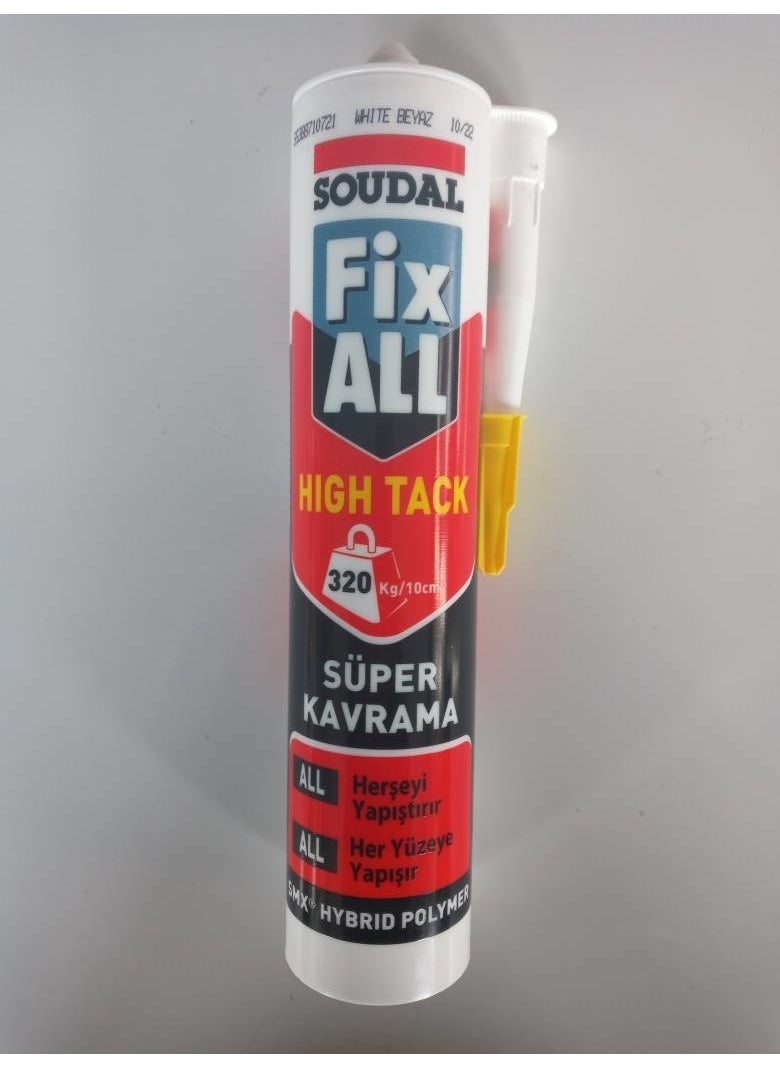 WHITE BEYAZ 10/22
SOUDAL
Fix
ALL
HIGH TACK
320 Kg/10cm
SÜPER
KAVRAMA
ALL Herşeyi
Yapıştırır
ALL Her Yüzeye
Yapışır
SMX® HYBRID POLYMER